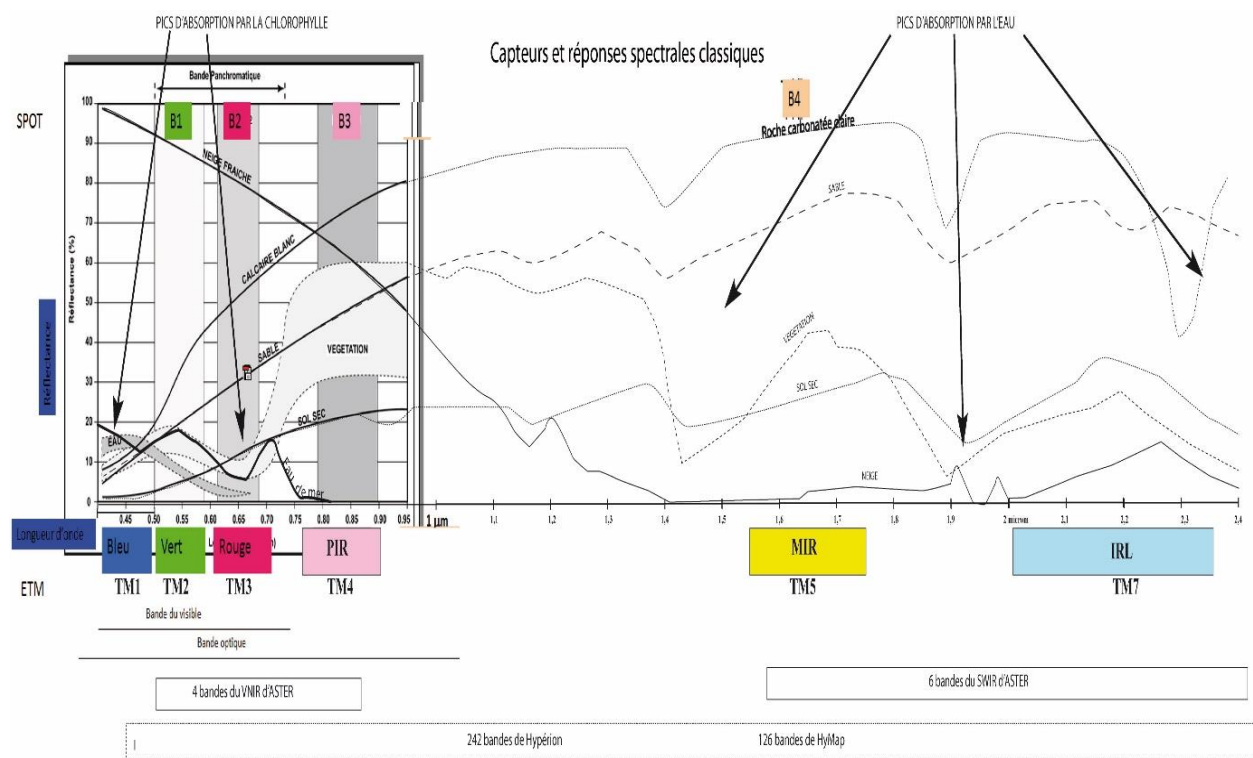 PICS D'ABSORPTION PAR LA CHLOROPHYLLE
PICS D'ABSORPTION PAR L'EAU
Capteurs et réponses spectrales classiques
Bande Panchromatique
SPOT
B1
B2
B3
B4
Roche carbonatée claire
100
90
80
70
60
50
40
30
20
10
0
Réflectance (%)
Réflectance
NEIGE FRAICHE
CALCAIRE BLANC
SABLE
VEGETATION
SOL SEC
EAU
Eau de mer
SABLE
VEGETATION
SOL SEC
NEIGE
0.45 0.50 0.55 0.60 0.65 0.70 0.75 0.80 0.85 0.90 0.95 1 µm 1,1 1,2 1,3 1,4 1,5 1,6 1,7 1,8 1,9 2 micron 2,1 2,2 2,3 2,4
Longueur d'onde
Bleu Vert Rouge PIR MIR IRL
ETM
TM1 TM2 TM3 TM4 TM5 TM7
Bande du visible
Bande optique
4 bandes du VNIR d'ASTER
6 bandes du SWIR d'ASTER
242 bandes de Hypérion
126 bandes de HyMap